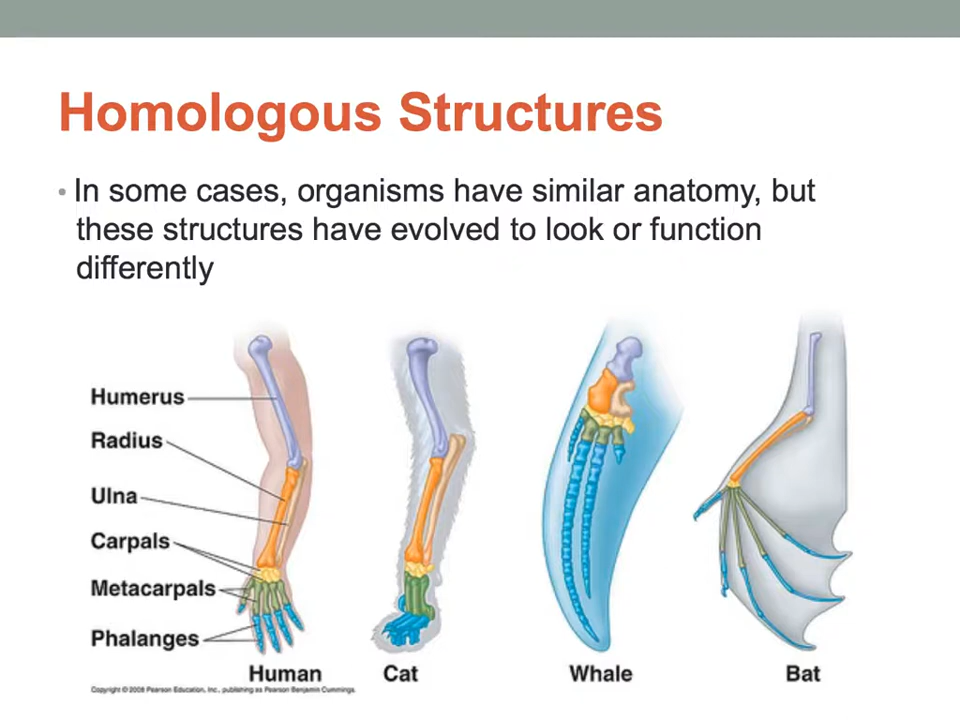 Homologous Structures
• In some cases, organisms have similar anatomy, but
these structures have evolved to look or function
differently
Humerus
Radius
Ulna
Carpals
Metacarpals
Phalanges
Human
Cat
Whale
Bat
Copyright © 2008 Pearson Education, Inc., publishing as Pearson Benjamin Cummings.